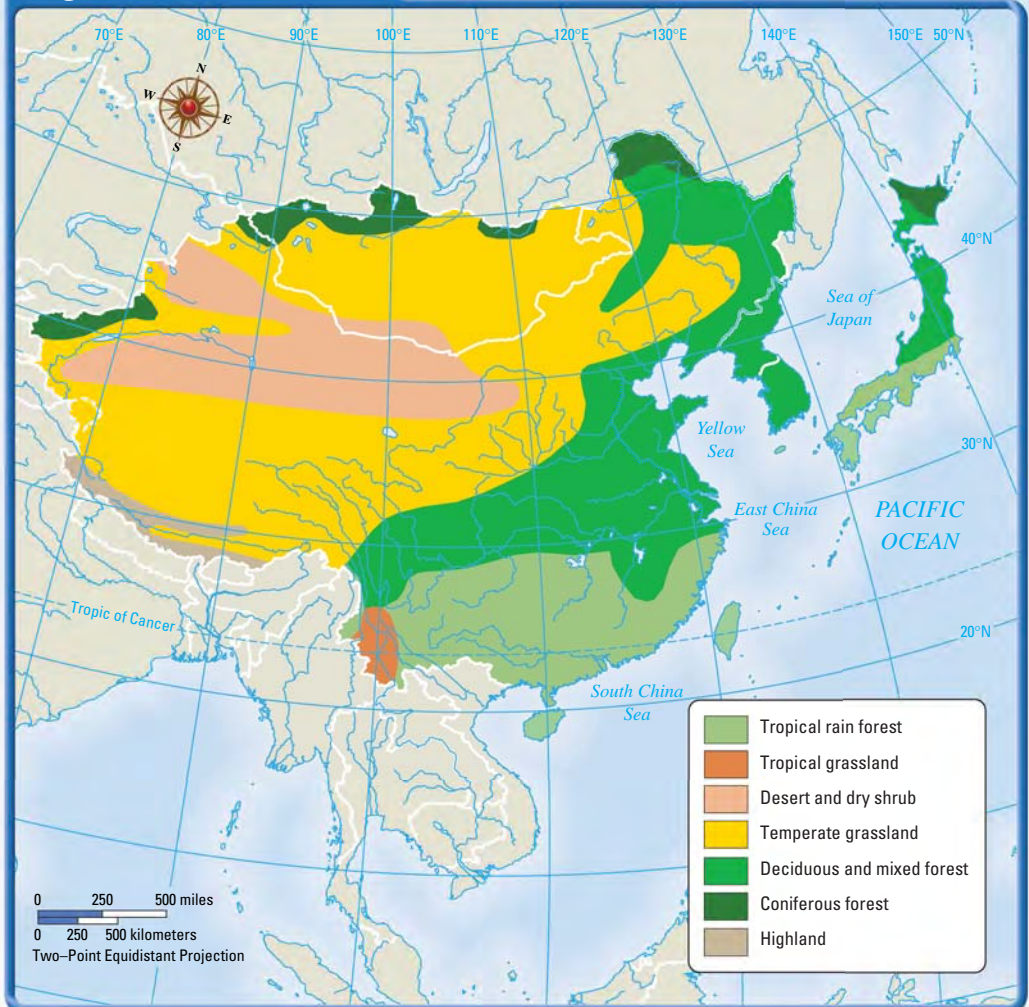 70°E 80°E 90°E 100°E 110°E 120°E 130°E 140°E 150°E 50°N
N
W
E
S
40°N
Sea of
Japan
Yellow
Sea
30°N
East China
Sea
PACIFIC
OCEAN
Tropic of Cancer
20°N
South China
Sea
Tropical rain forest
Tropical grassland
Desert and dry shrub
Temperate grassland
Deciduous and mixed forest
Coniferous forest
Highland
0 250 500 miles
0 250 500 kilometers
Two–Point Equidistant Projection